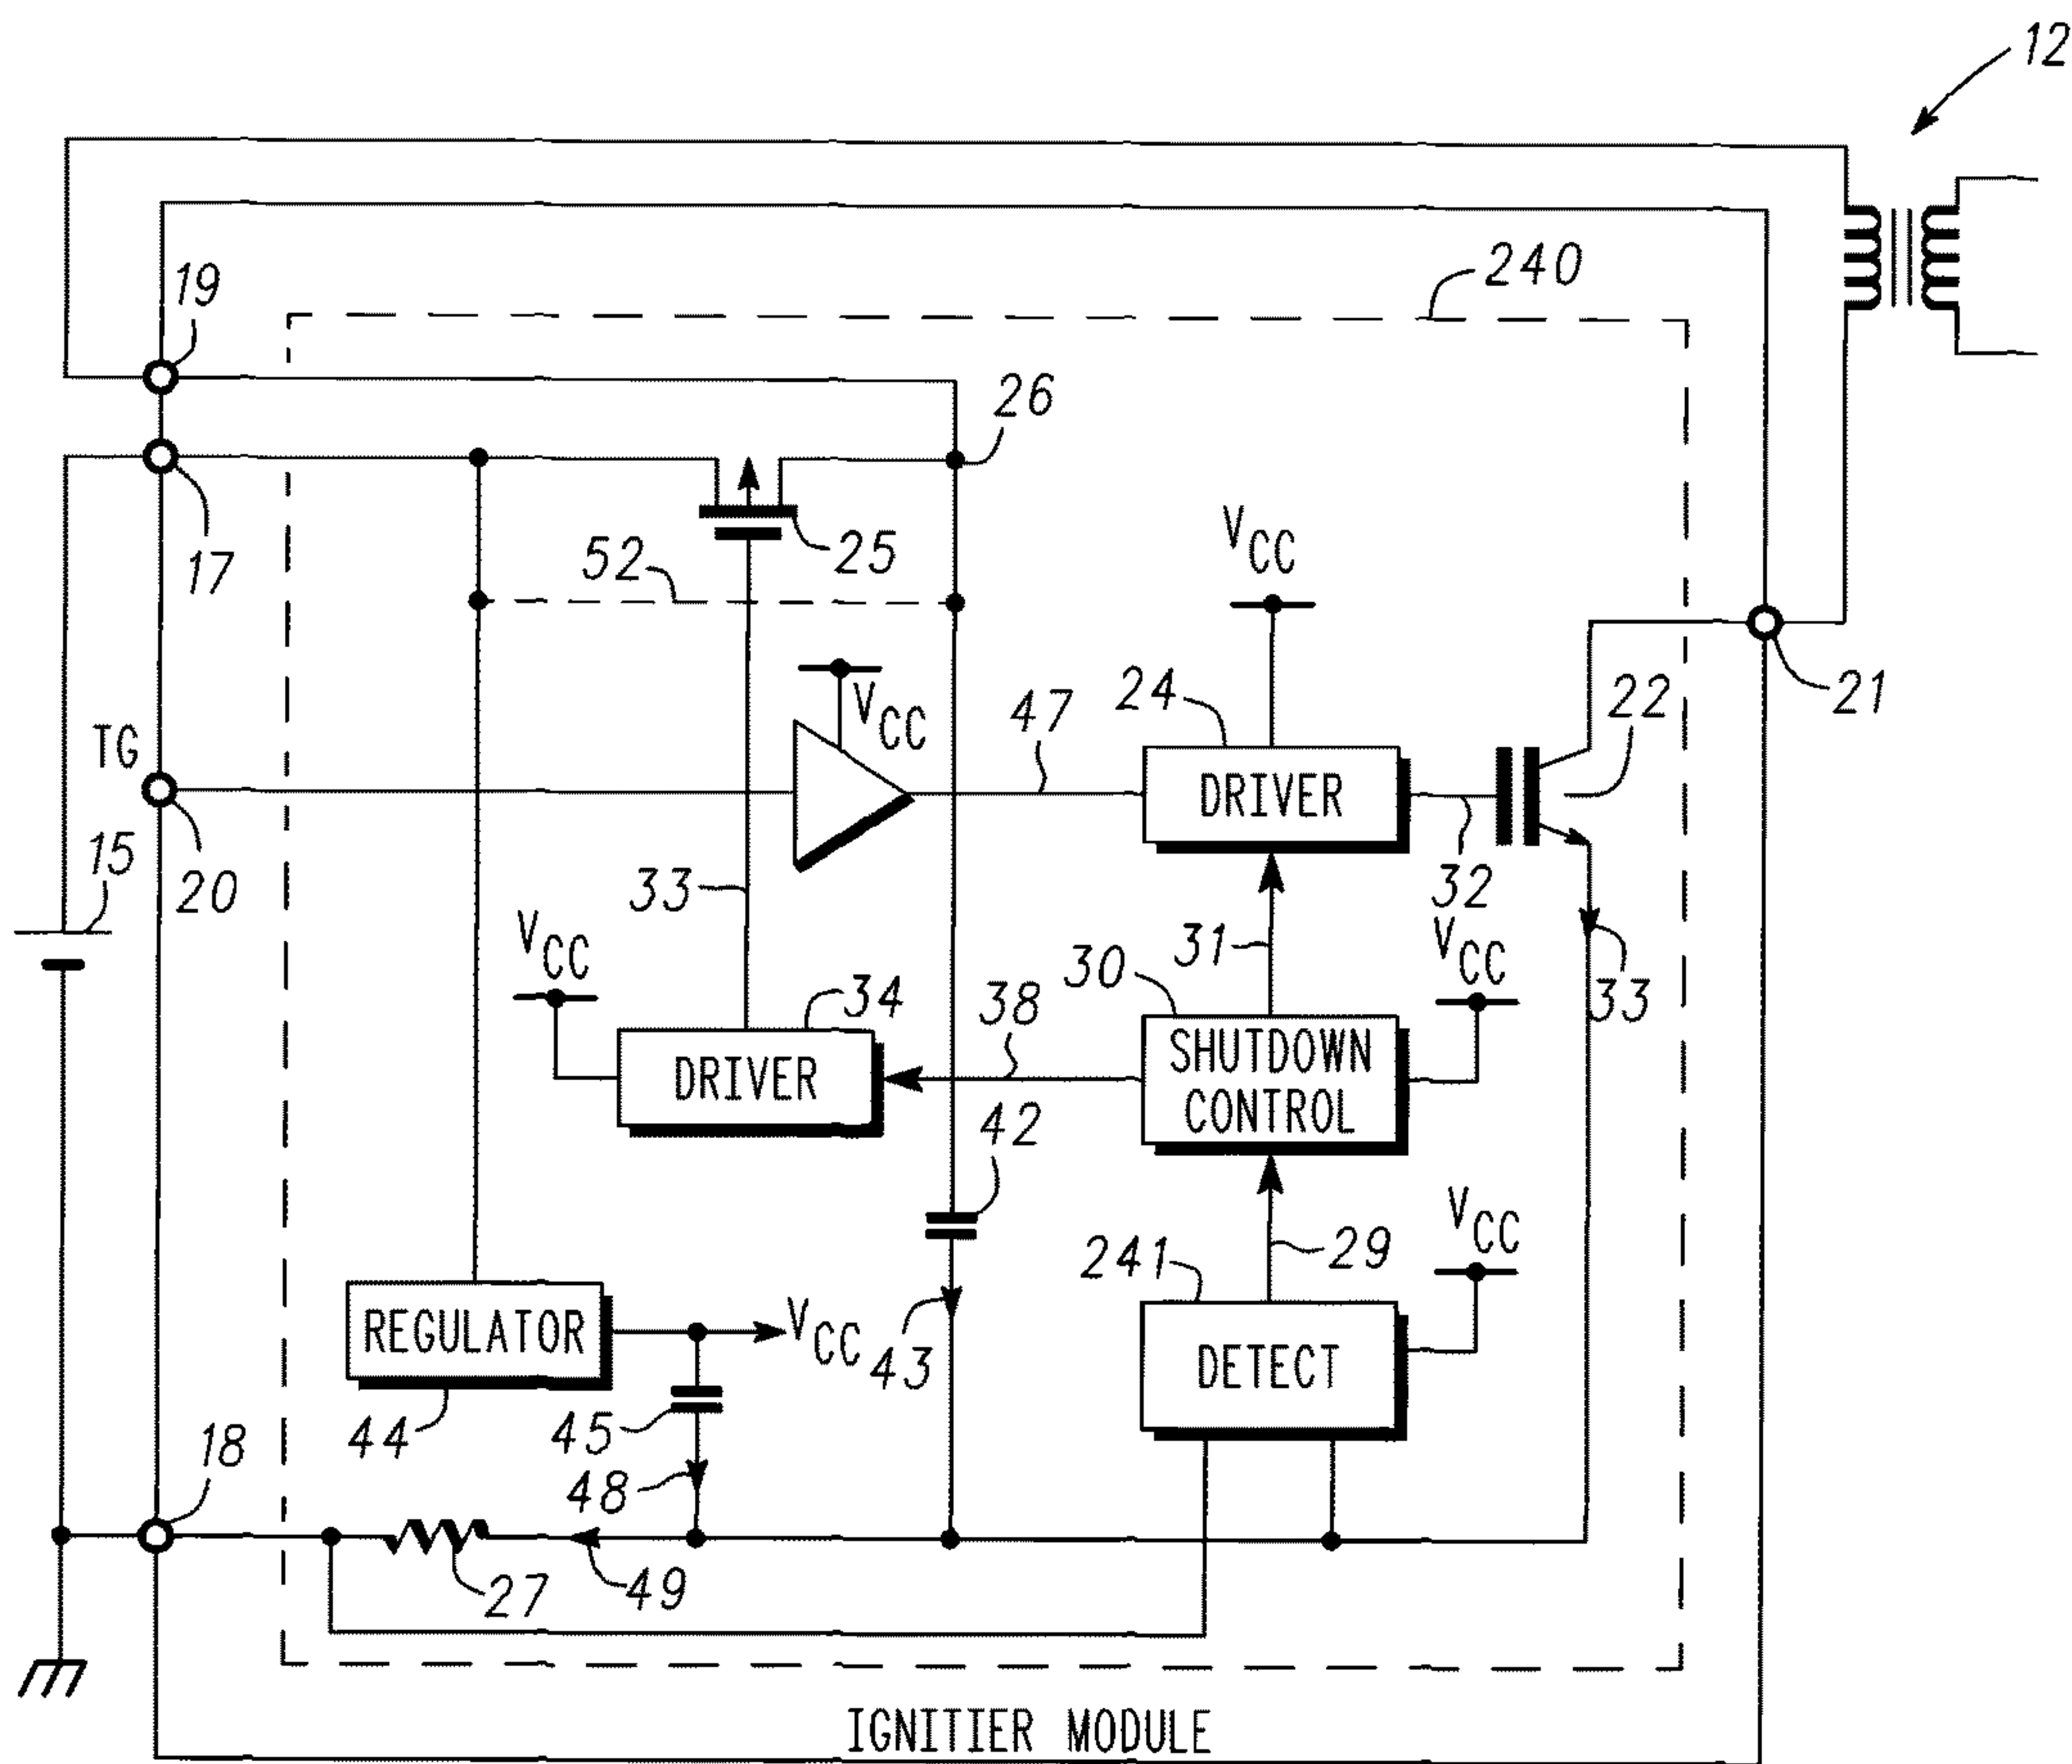 12
19
240
26
17
25
52
VCC
VCC
24
47
22
21
TG
DRIVER
15
20
33
32
VCC
31
VCC
30
33
34
38
DRIVER
SHUTDOWN
CONTROL
42
VCC
241
29
REGULATOR
VCC
43
DETECT
44
45
18
48
27
49
IGNITIER MODULE